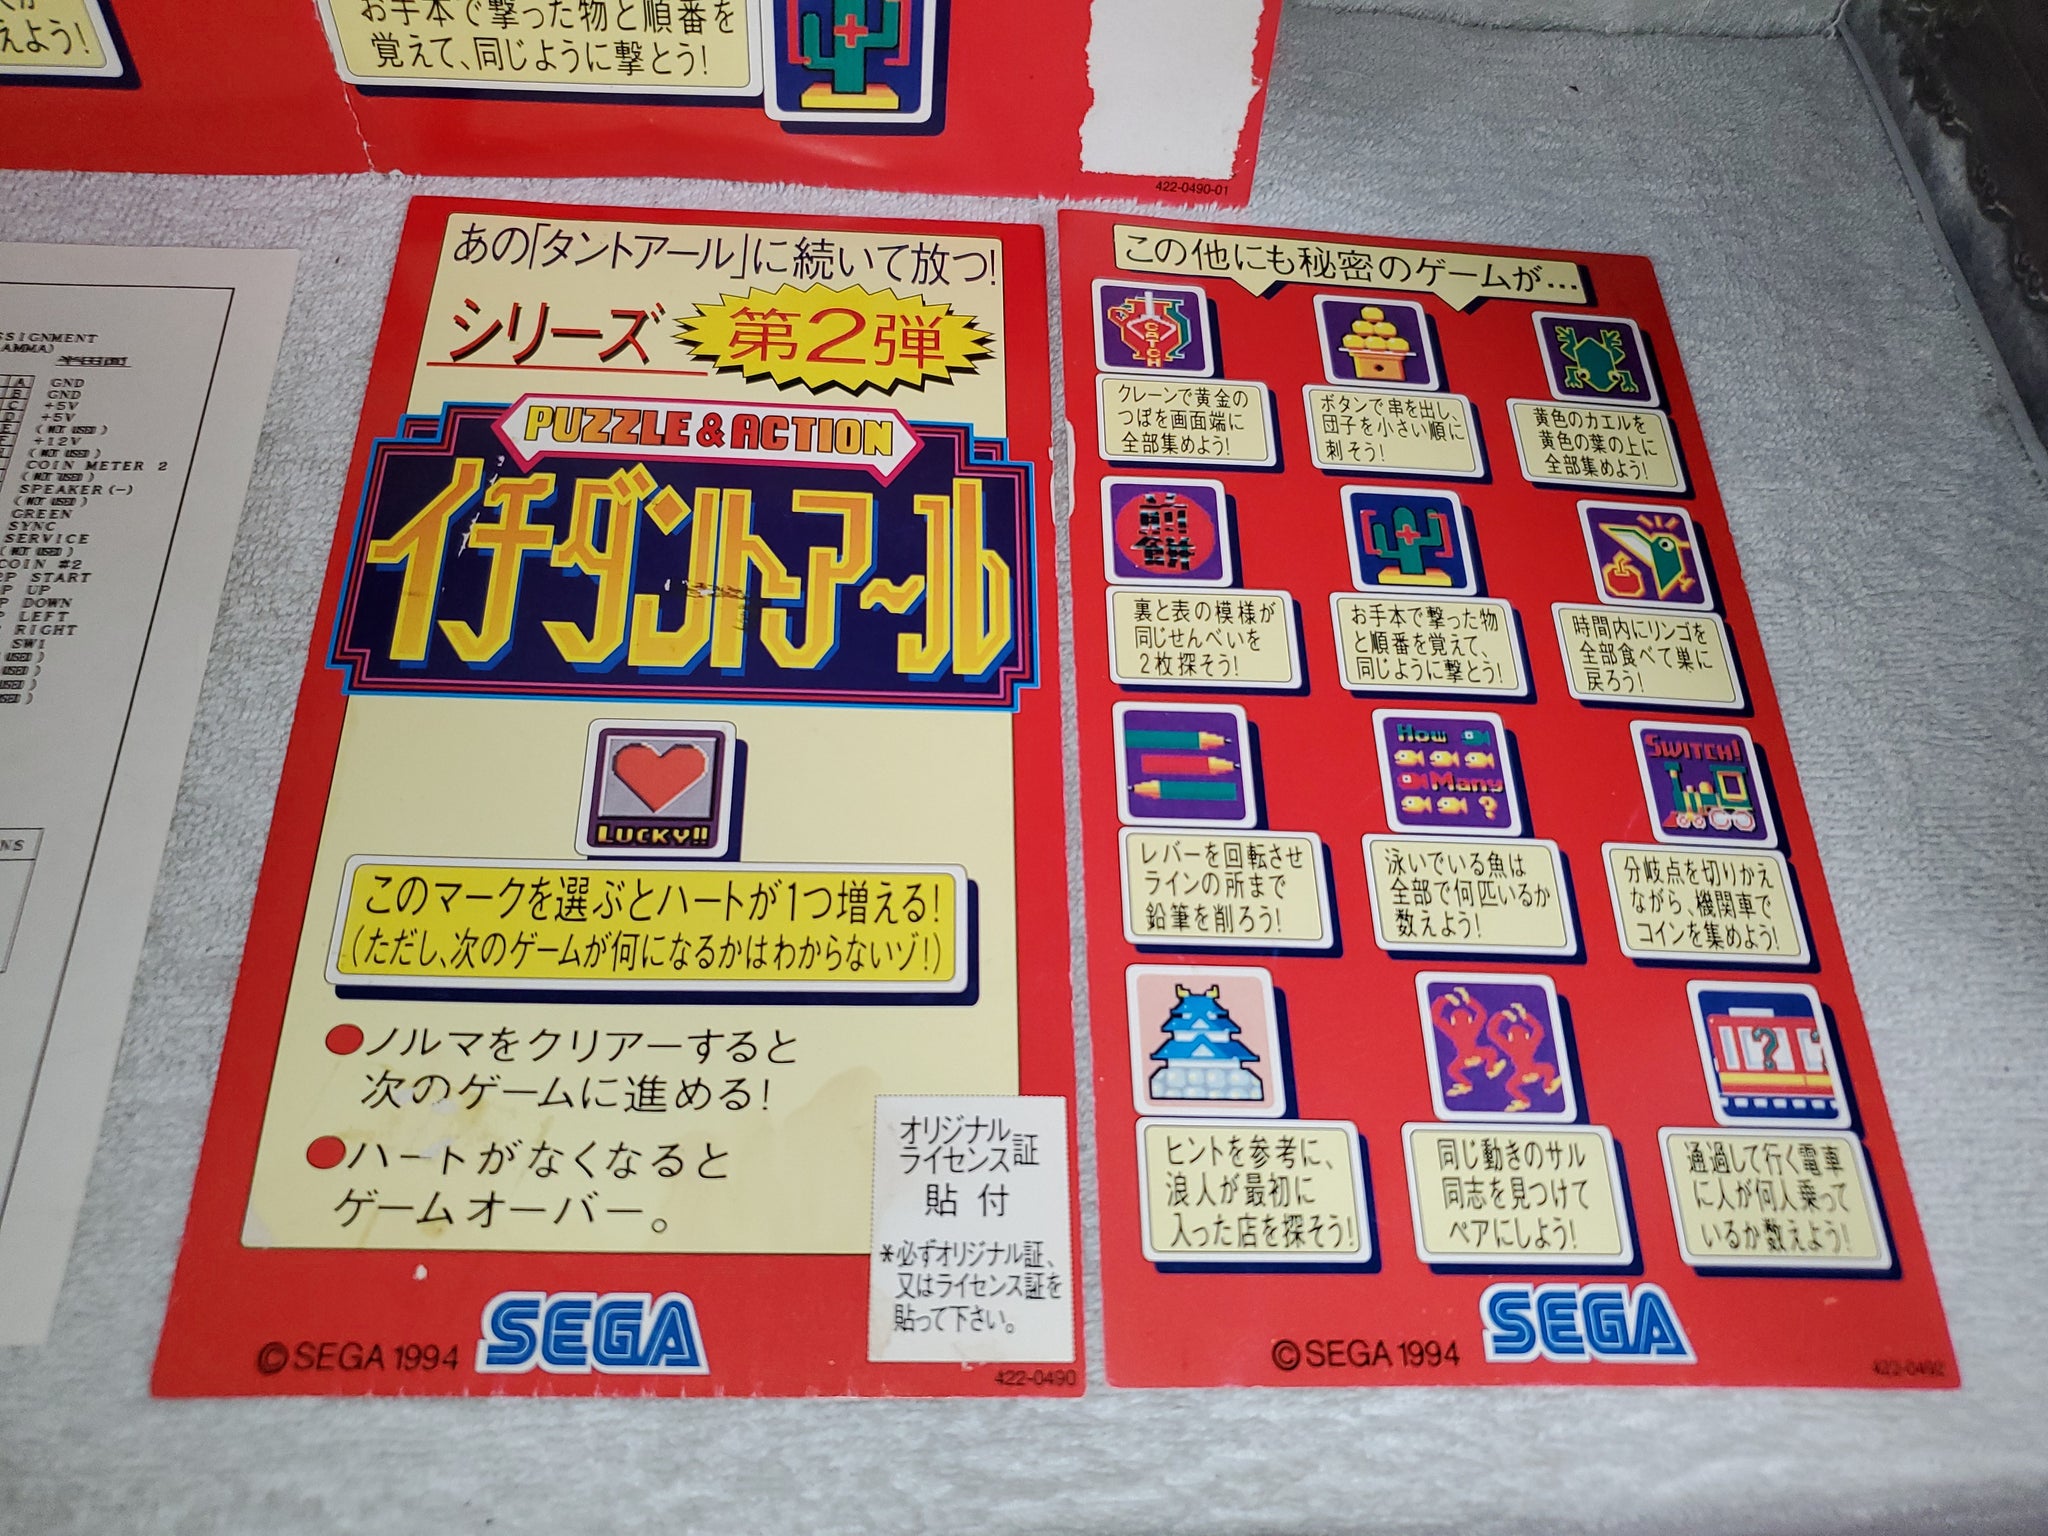 えよう!
お手本で撃った物と順番を
覚えて、同じように撃とう!
422-0490-01
GND
GND
+5V
+5V
(NOT USED)
+12V
(NOT USED)
COIN METER 2
(NOT USED)
SPEAKER(-)
(NOT USED)
GREEN
SYNC
SERVICE
(NOT USED)
COIN #2
2P START
P UP
P DOWN
P LEFT
RIGHT
SW1
あの「タントアール」に続いて放つ!
シリーズ 第2弾
PUZZLE & ACTION
イチダントアール
LUCKY!!
このマークを選ぶとハートが1つ増える!
(ただし、次のゲームが何になるかはわからないゾ!)
●ノルマをクリアーすると
次のゲームに進める!
●ハートがなくなると
ゲームオーバー。
オリジナル
ライセンス 証
貼付
*必ずオリジナル証、
又はライセンス証を
貼って下さい。
©SEGA 1994
SEGA
422-0490
この他にも秘密のゲームが…
CATCH
クレーンで黄金の
つぼを画面端に
全部集めよう!
ボタンで串を出し、
団子を小さい順に
刺そう!
黄色のカエルを
黄色の葉の上に
全部集めよう!
裏と表の模様が
同じせんべいを
2枚探そう!
お手本で撃った物
と順番を覚えて、
同じように撃とう!
時間内にリンゴを
全部食べて巣に
戻ろう!
レバーを回転させ
ラインの所まで
鉛筆を削ろう!
How
Many
?
泳いでいる魚は
全部で何匹いるか
数えよう!
SWITCH!
分岐点を切りかえ
ながら、機関車で
コインを集めよう!
ヒントを参考に、
浪人が最初に
入った店を探そう!
同じ動きのサル
同志を見つけて
ペアにしよう!
?
通過して行く電車
に人が何人乗って
いるか数えよう!
©SEGA 1994
SEGA
422-0492